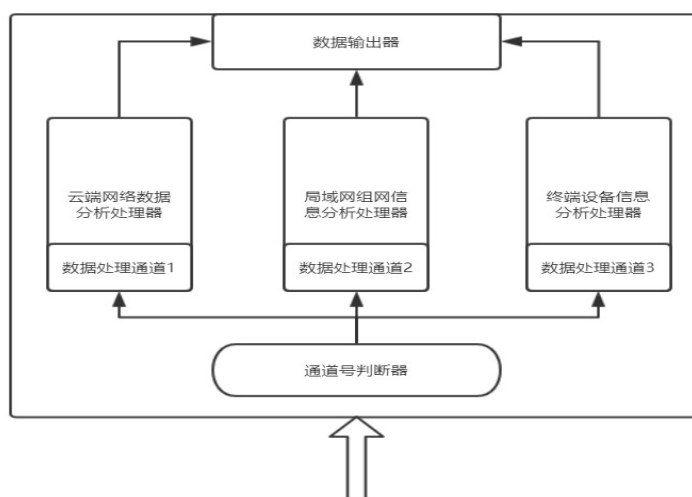 数据输出器
云端网络数据
分析处理器
局域网组网信
息分析处理器
终端设备信息
分析处理器
数据处理通道1
数据处理通道2
数据处理通道3
通道号判断器